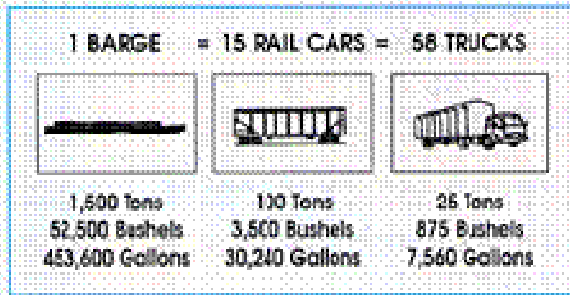 1 BARGE = 15 RAIL CARS = 58 TRUCKS
1,500 Tons 100 Tons 26 Tons
52,500 Bushels 3,500 Bushels 875 Bushels
453,600 Gallons 30,240 Gallons 7,560 Gallons